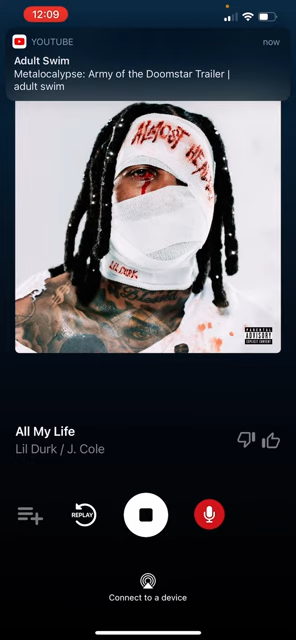 12:09
YOUTUBE
now
Adult Swim
Metalocalypse: Army of the Doomstar Trailer |
adult swim
ALMOST HEALED
LIL DURK
PARENTAL
ADVISORY
EXPLICIT CONTENT
All My Life
Lil Durk / J. Cole
REPLAY
Connect to a device